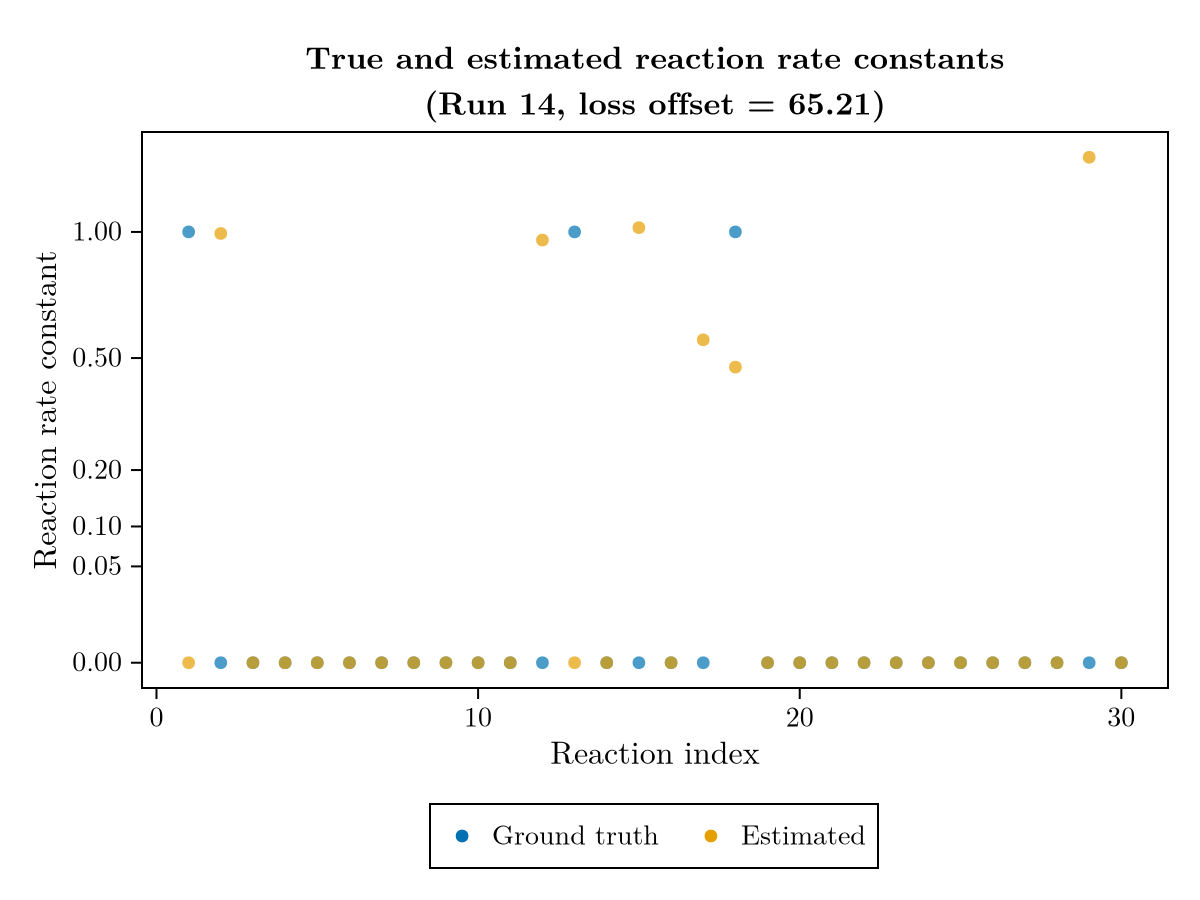 True and estimated reaction rate constants
(Run 14, loss offset = 65.21)
Reaction rate constant
1.00
0.50
0.20
0.10
0.05
0.00
0 10 20 30
Reaction index
Ground truth Estimated